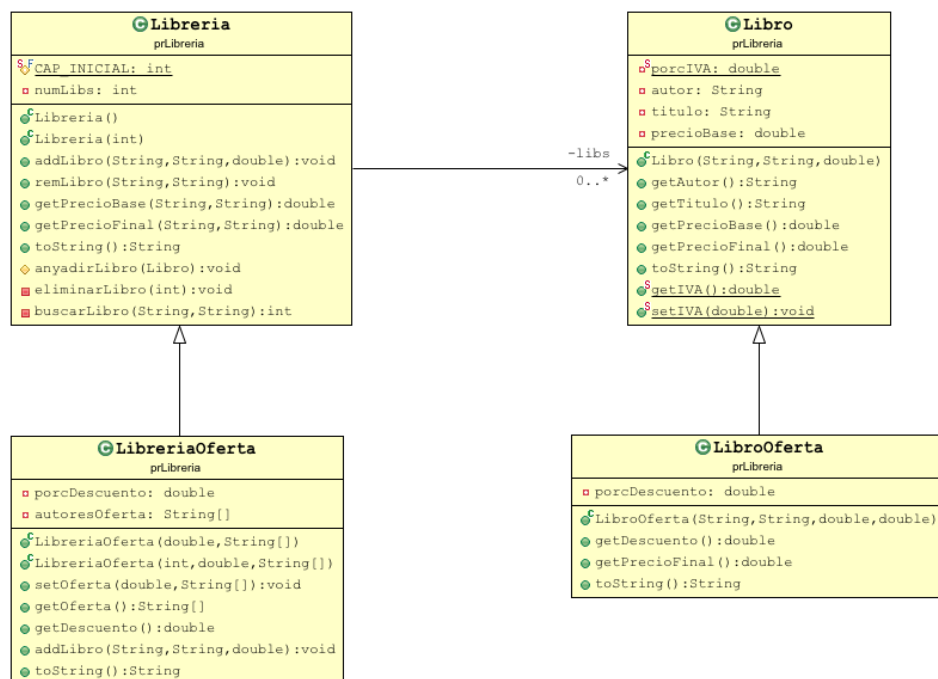 Libreria
prLibreria
CAP_INICIAL: int
numLibs: int
Libreria()
Libreria(int)
addLibro(String,String,double):void
remLibro(String,String):void
getPrecioBase(String,String):double
getPrecioFinal(String,String):double
toString():String
anyadirLibro(Libro):void
eliminarLibro(int):void
buscarLibro(String,String):int
-libs
0..*
Libro
prLibreria
porcIVA: double
autor: String
titulo: String
precioBase: double
Libro(String,String,double)
getAutor():String
getTitulo():String
getPrecioBase():double
getPrecioFinal():double
toString():String
getIVA():double
setIVA(double):void
LibreriaOferta
prLibreria
porcDescuento: double
autoresOferta: String[]
LibreriaOferta(double,String[])
LibreriaOferta(int,double,String[])
setOferta(double,String[]):void
getOferta():String[]
getDescuento():double
addLibro(String,String,double):void
toString():String
LibroOferta
prLibreria
porcDescuento: double
LibroOferta(String,String,double,double)
getDescuento():double
getPrecioFinal():double
toString():String